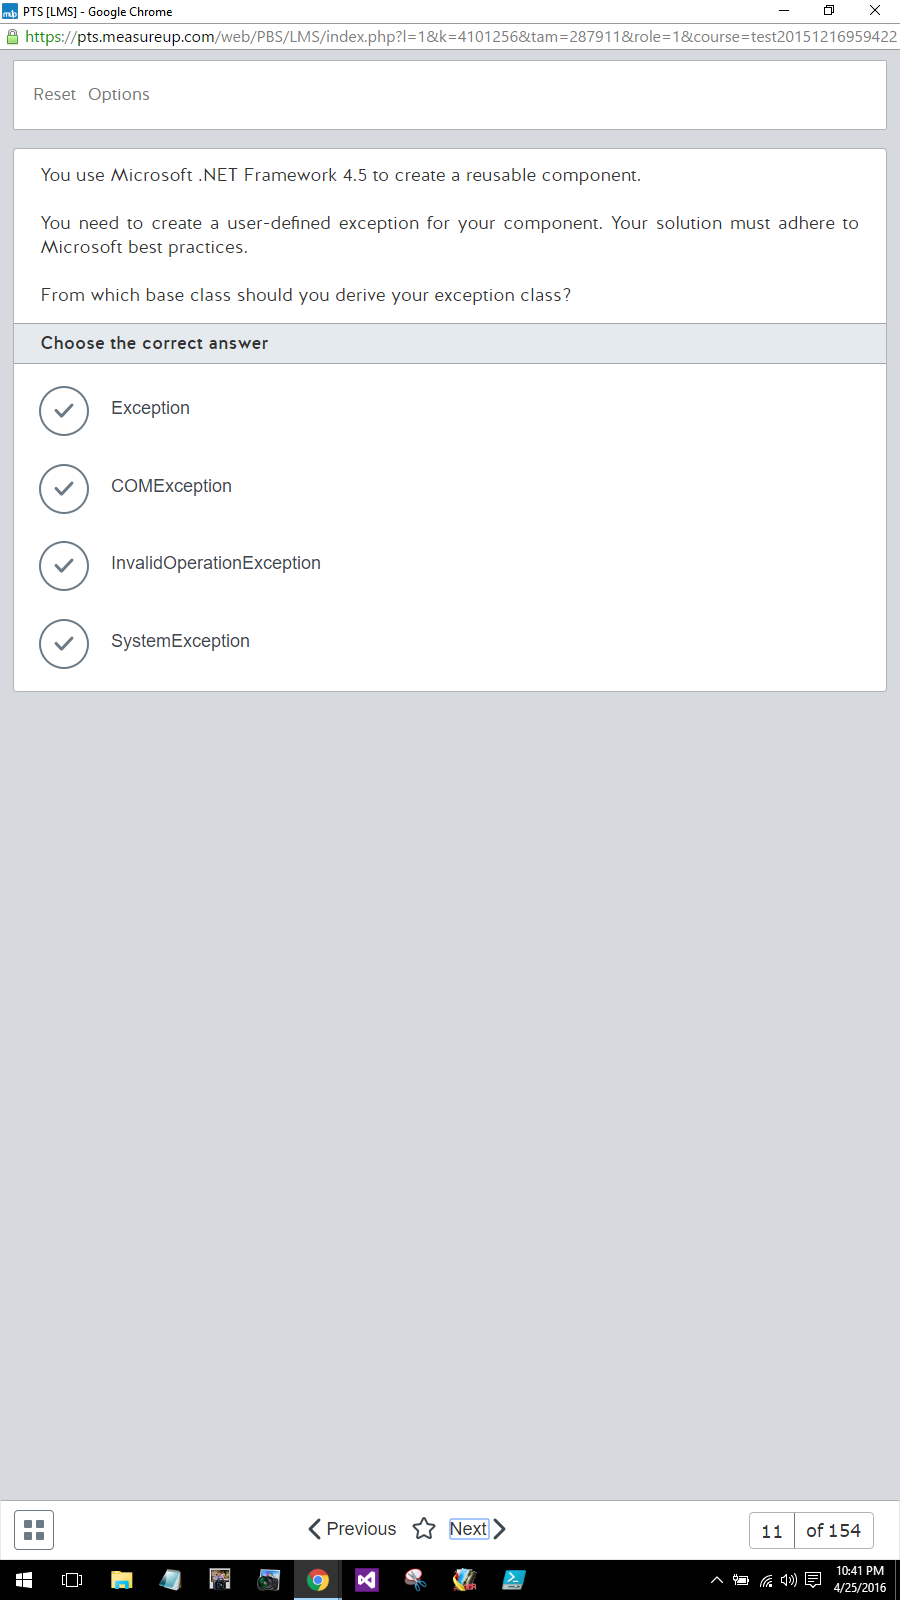 PTS [LMS] - Google Chrome
https://pts.measureup.com/web/PBS/LMS/index.php?l=1&k=4101256&tam=287911&role=1&course=test20151216959422
Reset Options
You use Microsoft .NET Framework 4.5 to create a reusable component.
You need to create a user-defined exception for your component. Your solution must adhere to
Microsoft best practices.
From which base class should you derive your exception class?
Choose the correct answer
Exception
COMException
InvalidOperationException
SystemException
Previous Next
11 of 154
10:41 PM
4/25/2016